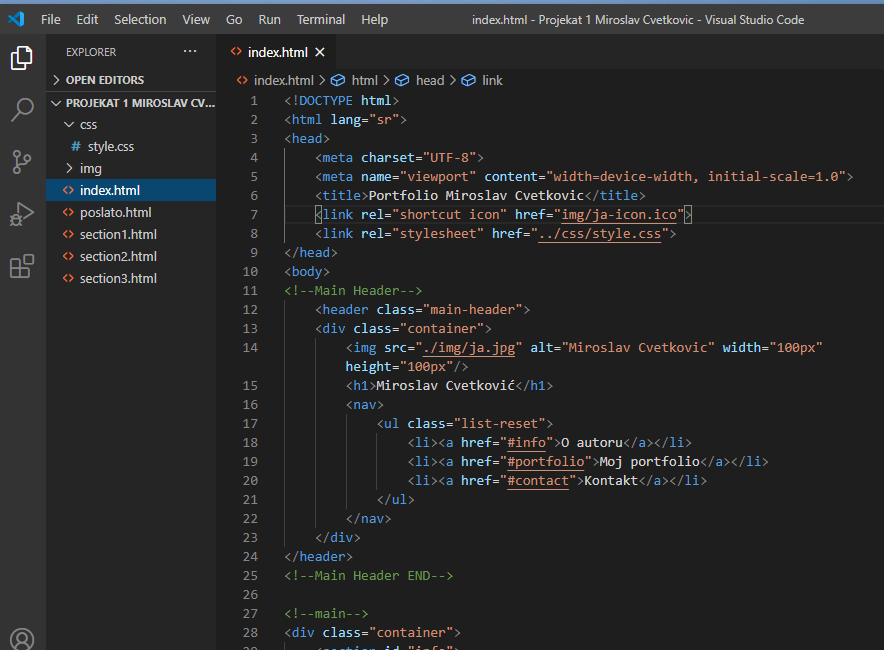 File Edit Selection View Go Run Terminal Help index.html - Projekat 1 Miroslav Cvetkovic - Visual Studio Code
EXPLORER ...
OPEN EDITORS
PROJEKAT 1 MIROSLAV CV...
css
# style.css
img
<> index.html
<> poslato.html
<> section1.html
<> section2.html
<> section3.html
<> index.html ×
<> index.html > html > head > link
1 <!DOCTYPE html>
2 <html lang="sr">
3 <head>
4 <meta charset="UTF-8">
5 <meta name="viewport" content="width=device-width, initial-scale=1.0">
6 <title>Portfolio Miroslav Cvetkovic</title>
7 <link rel="shortcut icon" href="img/ja-icon.ico">
8 <link rel="stylesheet" href="../css/style.css">
9 </head>
10 <body>
11 <!--Main Header-->
12 <header class="main-header">
13 <div class="container">
14 <img src="./img/ja.jpg" alt="Miroslav Cvetkovic" width="100px"
height="100px"/>
15 <h1>Miroslav Cvetković</h1>
16 <nav>
17 <ul class="list-reset">
18 <li><a href="#info">O autoru</a></li>
19 <li><a href="#portfolio">Moj portfolio</a></li>
20 <li><a href="#contact">Kontakt</a></li>
21 </ul>
22 </nav>
23 </div>
24 </header>
25 <!--Main Header END-->
26
27 <!--main-->
28 <div class="container">